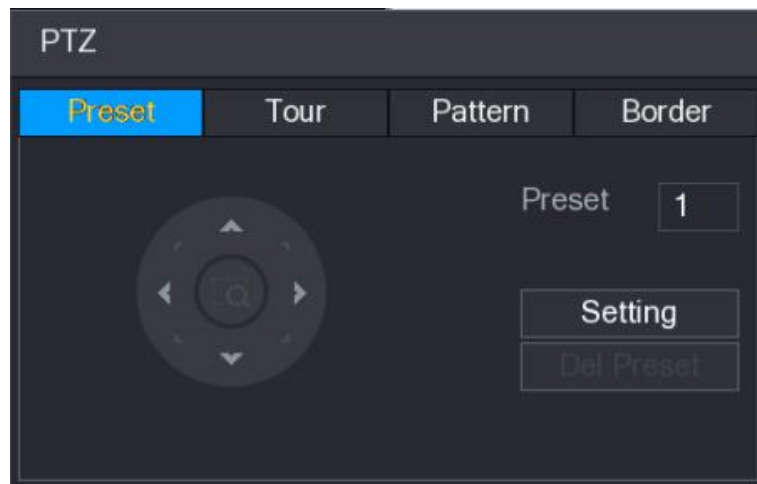 PTZ
Preset Tour Pattern Border
Preset 1
Setting
Del Preset